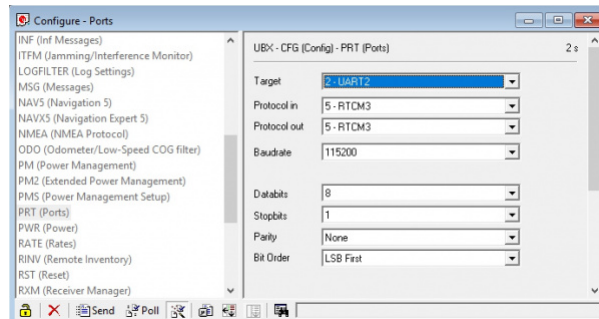 Configure - Ports
INF (Inf Messages)
ITFM (Jamming/Interference Monitor)
LOGFILTER (Log Settings)
MSG (Messages)
NAV5 (Navigation 5)
NAVX5 (Navigation Expert 5)
NMEA (NMEA Protocol)
ODO (Odometer/Low-Speed COG filter)
PM (Power Management)
PM2 (Extended Power Management)
PMS (Power Management Setup)
PRT (Ports)
PWR (Power)
RATE (Rates)
RINV (Remote Inventory)
RST (Reset)
RXM (Receiver Manager)
UBX - CFG (Config) - PRT (Ports) 2 s
Target 2 - UART2
Protocol in 5 - RTCM3
Protocol out 5 - RTCM3
Baudrate 115200
Databits 8
Stopbits 1
Parity None
Bit Order LSB First
Send Poll